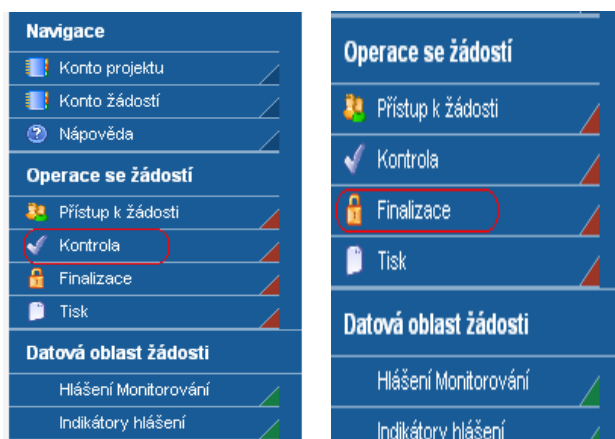 Navigace
Konto projektu
Konto žádostí
Nápověda
Operace se žádostí
Přístup k žádosti
Kontrola
Finalizace
Tisk
Datová oblast žádosti
Hlášení Monitorování
Indikátory hlášení
Operace se žádostí
Přístup k žádosti
Kontrola
Finalizace
Tisk
Datová oblast žádosti
Hlášení Monitorování
Indikátory hlášení